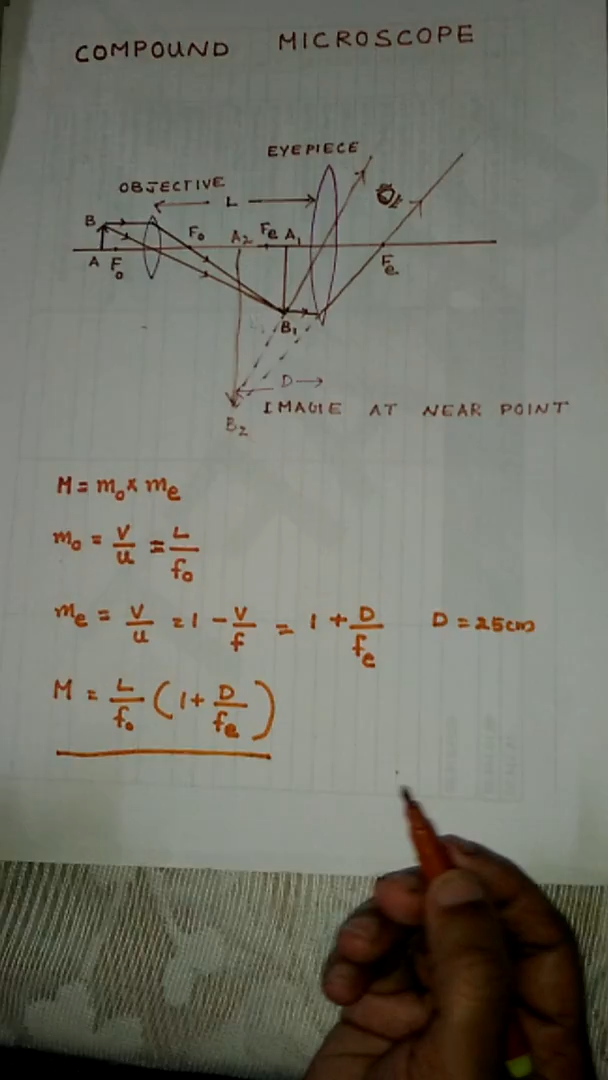 COMPOUND MICROSCOPE
EYEPIECE
OBJECTIVE
L
B
F₀
A₂ Fe A₁
A F₀
Fe
B₁
D
IMAGE AT NEAR POINT
B₂
M = m₀ × me
m₀ = V/u = L/f₀
me = V/u = 1 - V/f = 1 + D/fe D = 25cm
M = L/f₀ (1 + D/fe)